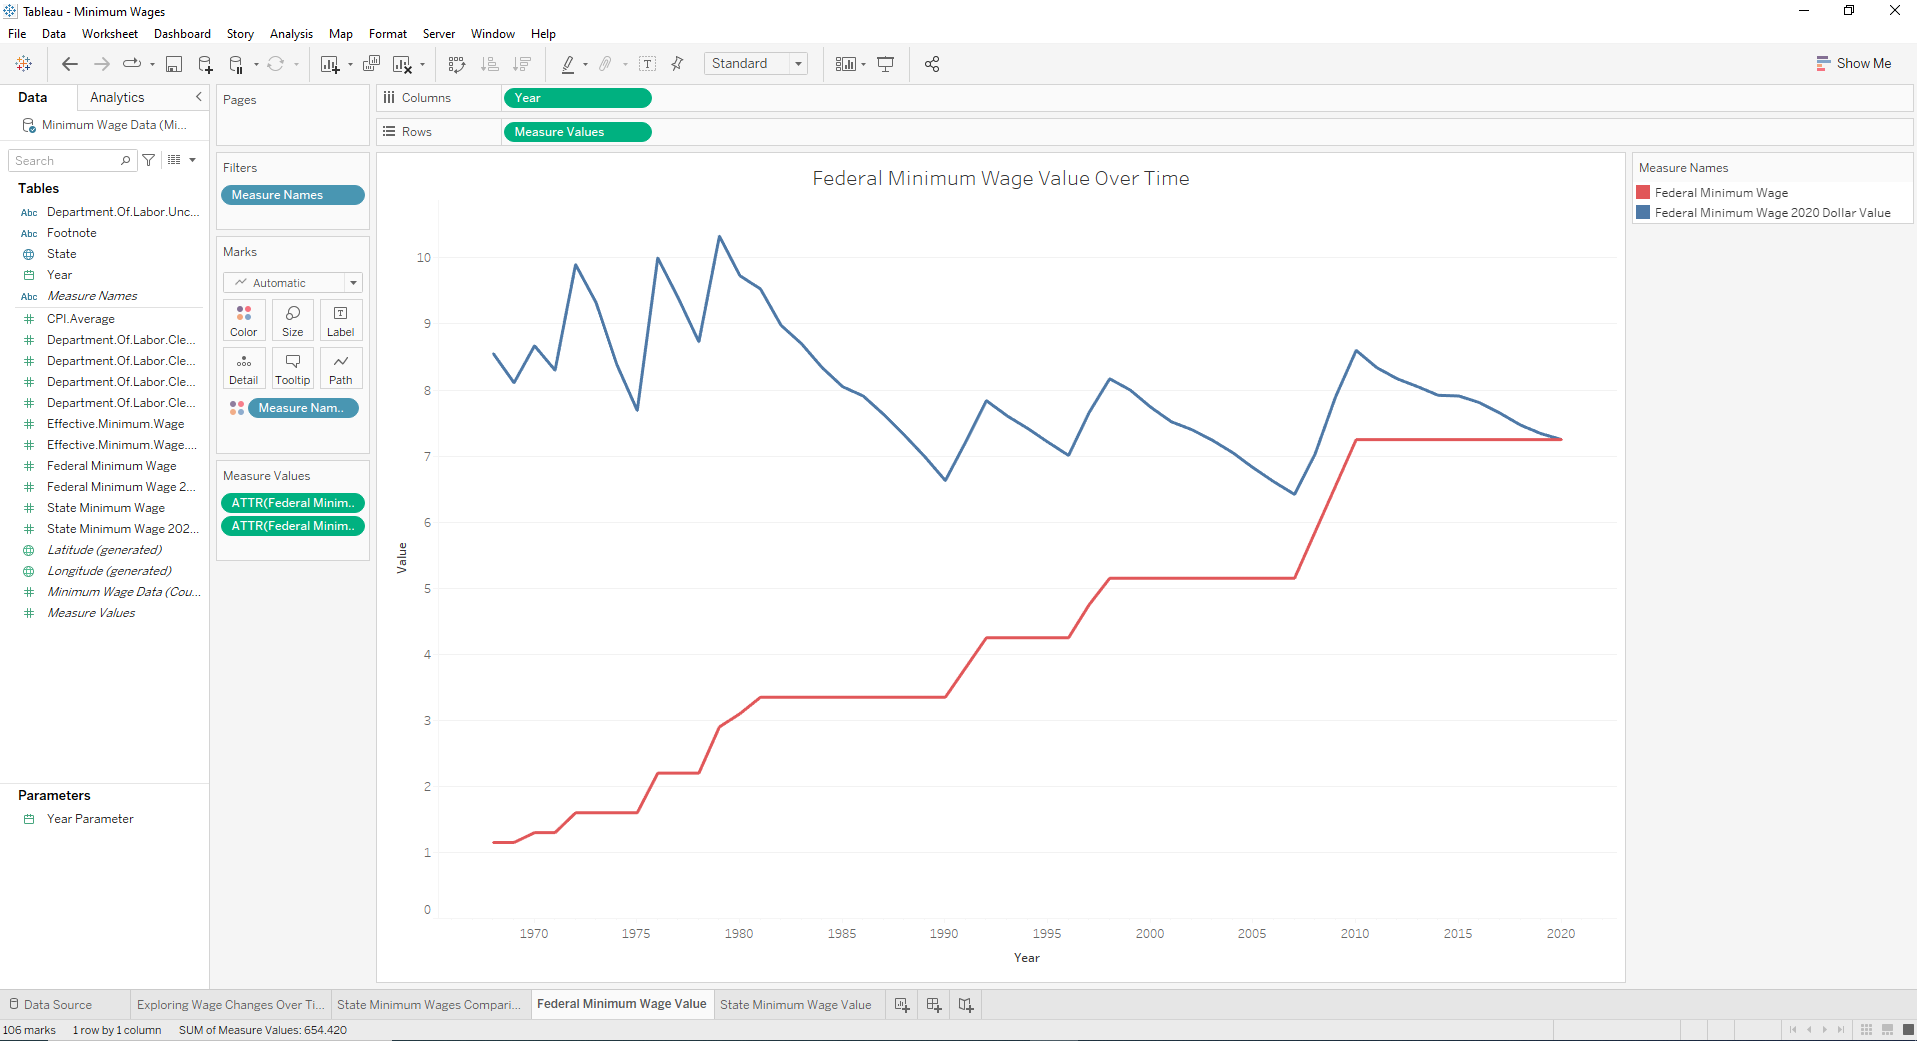 Tableau - Minimum Wages
File Data Worksheet Dashboard Story Analysis Map Format Server Window Help
Standard
Show Me
Data Analytics
Minimum Wage Data (Mi...
Search
Tables
Abc Department.Of.Labor.Unc...
Abc Footnote
State
Year
Abc Measure Names
CPI.Average
Department.Of.Labor.Cle...
Department.Of.Labor.Cle...
Department.Of.Labor.Cle...
Department.Of.Labor.Cle...
Effective.Minimum.Wage
Effective.Minimum.Wage....
Federal Minimum Wage
Federal Minimum Wage 2...
State Minimum Wage
State Minimum Wage 202...
Latitude (generated)
Longitude (generated)
Minimum Wage Data (Cou...
Measure Values
Parameters
Year Parameter
Pages
Filters
Measure Names
Marks
Automatic
Color Size Label
Detail Tooltip Path
Measure Nam..
Measure Values
ATTR(Federal Minim..
ATTR(Federal Minim..
Columns Year
Rows Measure Values
Federal Minimum Wage Value Over Time
10
9
8
7
6
5
4
3
2
1
0
Value
1970 1975 1980 1985 1990 1995 2000 2005 2010 2015 2020
Year
Measure Names
Federal Minimum Wage
Federal Minimum Wage 2020 Dollar Value
Data Source Exploring Wage Changes Over Ti... State Minimum Wages Compari... Federal Minimum Wage Value State Minimum Wage Value
106 marks 1 row by 1 column SUM of Measure Values: 654.420